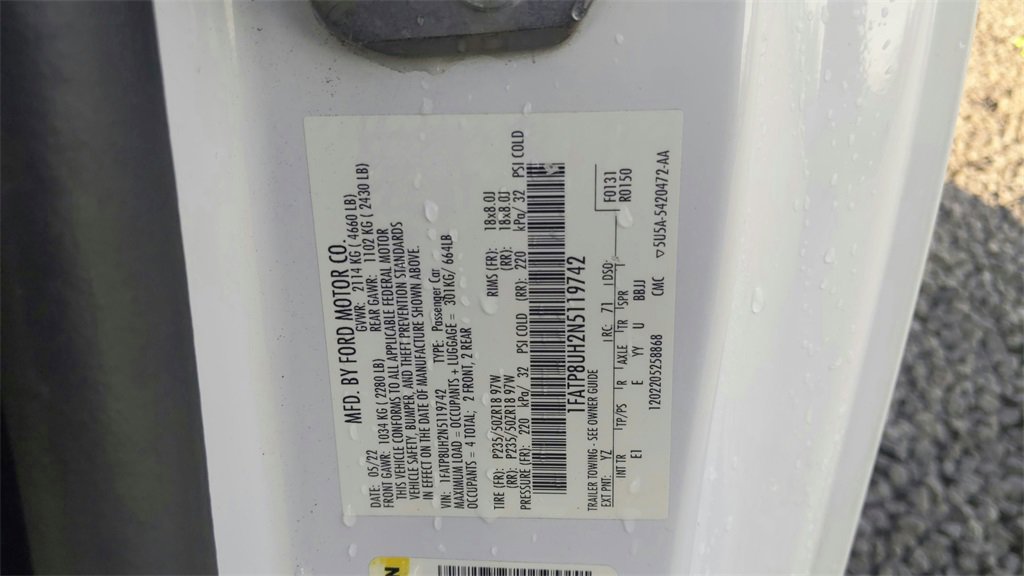 MFD. BY FORD MOTOR CO.
DATE: 05/22 GVWR: 2114 KG ( 4660 LB)
FRONT GAWR: 1034 KG ( 2280 LB) REAR GAWR: 1102 KG ( 2430 LB)
THIS VEHICLE CONFORMS TO ALL APPLICABLE FEDERAL MOTOR
VEHICLE SAFETY, BUMPER, AND THEFT PREVENTION STANDARDS
IN EFFECT ON THE DATE OF MANUFACTURE SHOWN ABOVE.
VIN: 1FATP8UH2N5119742 TYPE: Passenger Car
MAXIMUM LOAD = OCCUPANTS + LUGGAGE = 301KG/ 664LB
OCCUPANTS = 4 TOTAL; 2 FRONT, 2 REAR
TIRE (FR): P235/50ZR18 97W RIMS (FR): 18x8.0J
(RR): P235/50ZR18 97W (RR): 18x8.0J
PRESSURE (FR): 220 kPa/ 32 PSI COLD (RR): 220 kPa/ 32 PSI COLD
1FATP8UH2N5119742
F0131
R0150
TRAILER TOWING - SEE OWNER GUIDE
EXT PNT: YZ RC: 71 DSO:
INT TR TP/PS R AXLE TR SPR
EI E YY U BBJJ
1202205258868 CMC ▽5U5A-5420472-AA
N